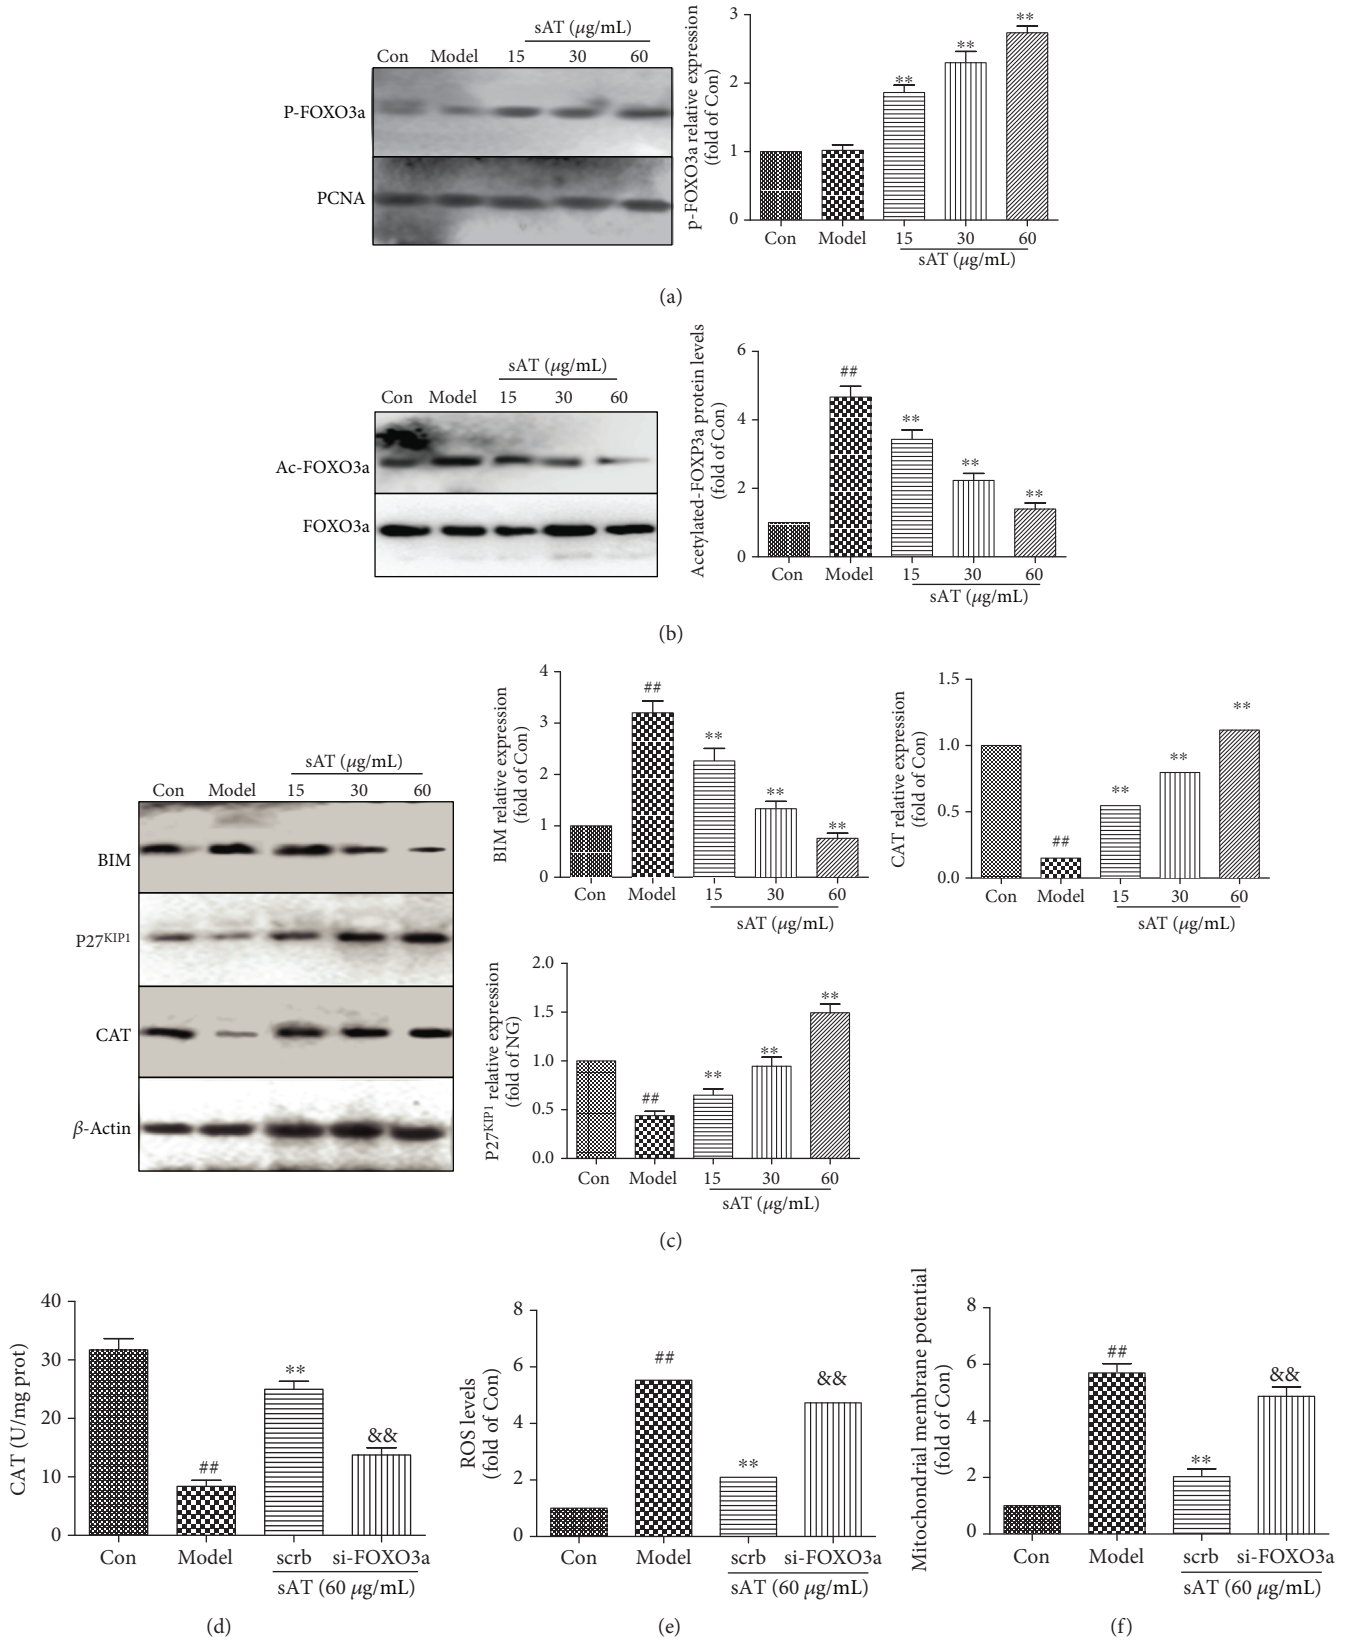 sAT (μg/mL)
Con Model 15 30 60
P-FOXO3a
PCNA
p-FOXO3a relative expression
(fold of Con)
3
2
1
0
** ** **
Con Model 15 30 60
sAT (μg/mL)
(a)
sAT (μg/mL)
Con Model 15 30 60
Ac-FOXO3a
FOXO3a
Acetylated-FOXP3a protein levels
(fold of Con)
6
4
2
0
## ** ** **
Con Model 15 30 60
sAT (μg/mL)
(b)
sAT (μg/mL)
Con Model 15 30 60
BIM
P27KIP1
CAT
β-Actin
BIM relative expression
(fold of Con)
4
3
2
1
0
## ** ** **
Con Model 15 30 60
sAT (μg/mL)
CAT relative expression
(fold of Con)
1.5
1.0
0.5
0.0
## ** ** **
Con Model 15 30 60
sAT (μg/mL)
P27KIP1 relative expression
(fold of NG)
2.0
1.5
1.0
0.5
0.0
## ** ** **
Con Model 15 30 60
sAT (μg/mL)
(c)
CAT (U/mg prot)
40
30
20
10
0
## ** &&
Con Model scrb si-FOXO3a
sAT (60 μg/mL)
(d)
ROS levels
(fold of Con)
8
6
4
2
0
## ** &&
Con Model scrb si-FOXO3a
sAT (60 μg/mL)
(e)
Mitochondrial membrane potential
(fold of Con)
8
6
4
2
0
## ** &&
Con Model scrb si-FOXO3a
sAT (60 μg/mL)
(f)